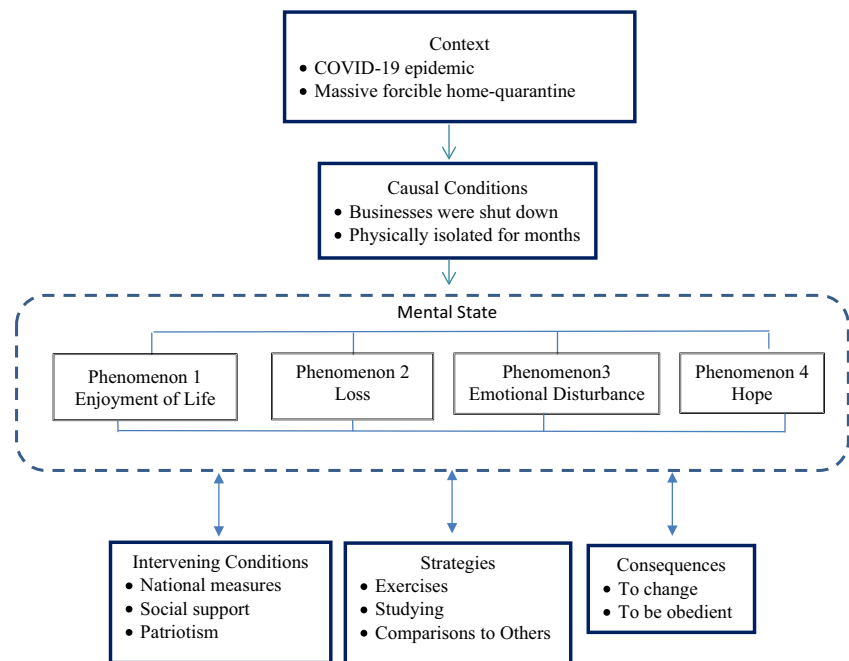 Context
• COVID-19 epidemic
• Massive forcible home-quarantine
Causal Conditions
• Businesses were shut down
• Physically isolated for months
Mental State
Phenomenon 1
Enjoyment of Life
Phenomenon 2
Loss
Phenomenon3
Emotional Disturbance
Phenomenon 4
Hope
Intervening Conditions
• National measures
• Social support
• Patriotism
Strategies
• Exercises
• Studying
• Comparisons to Others
Consequences
• To change
• To be obedient